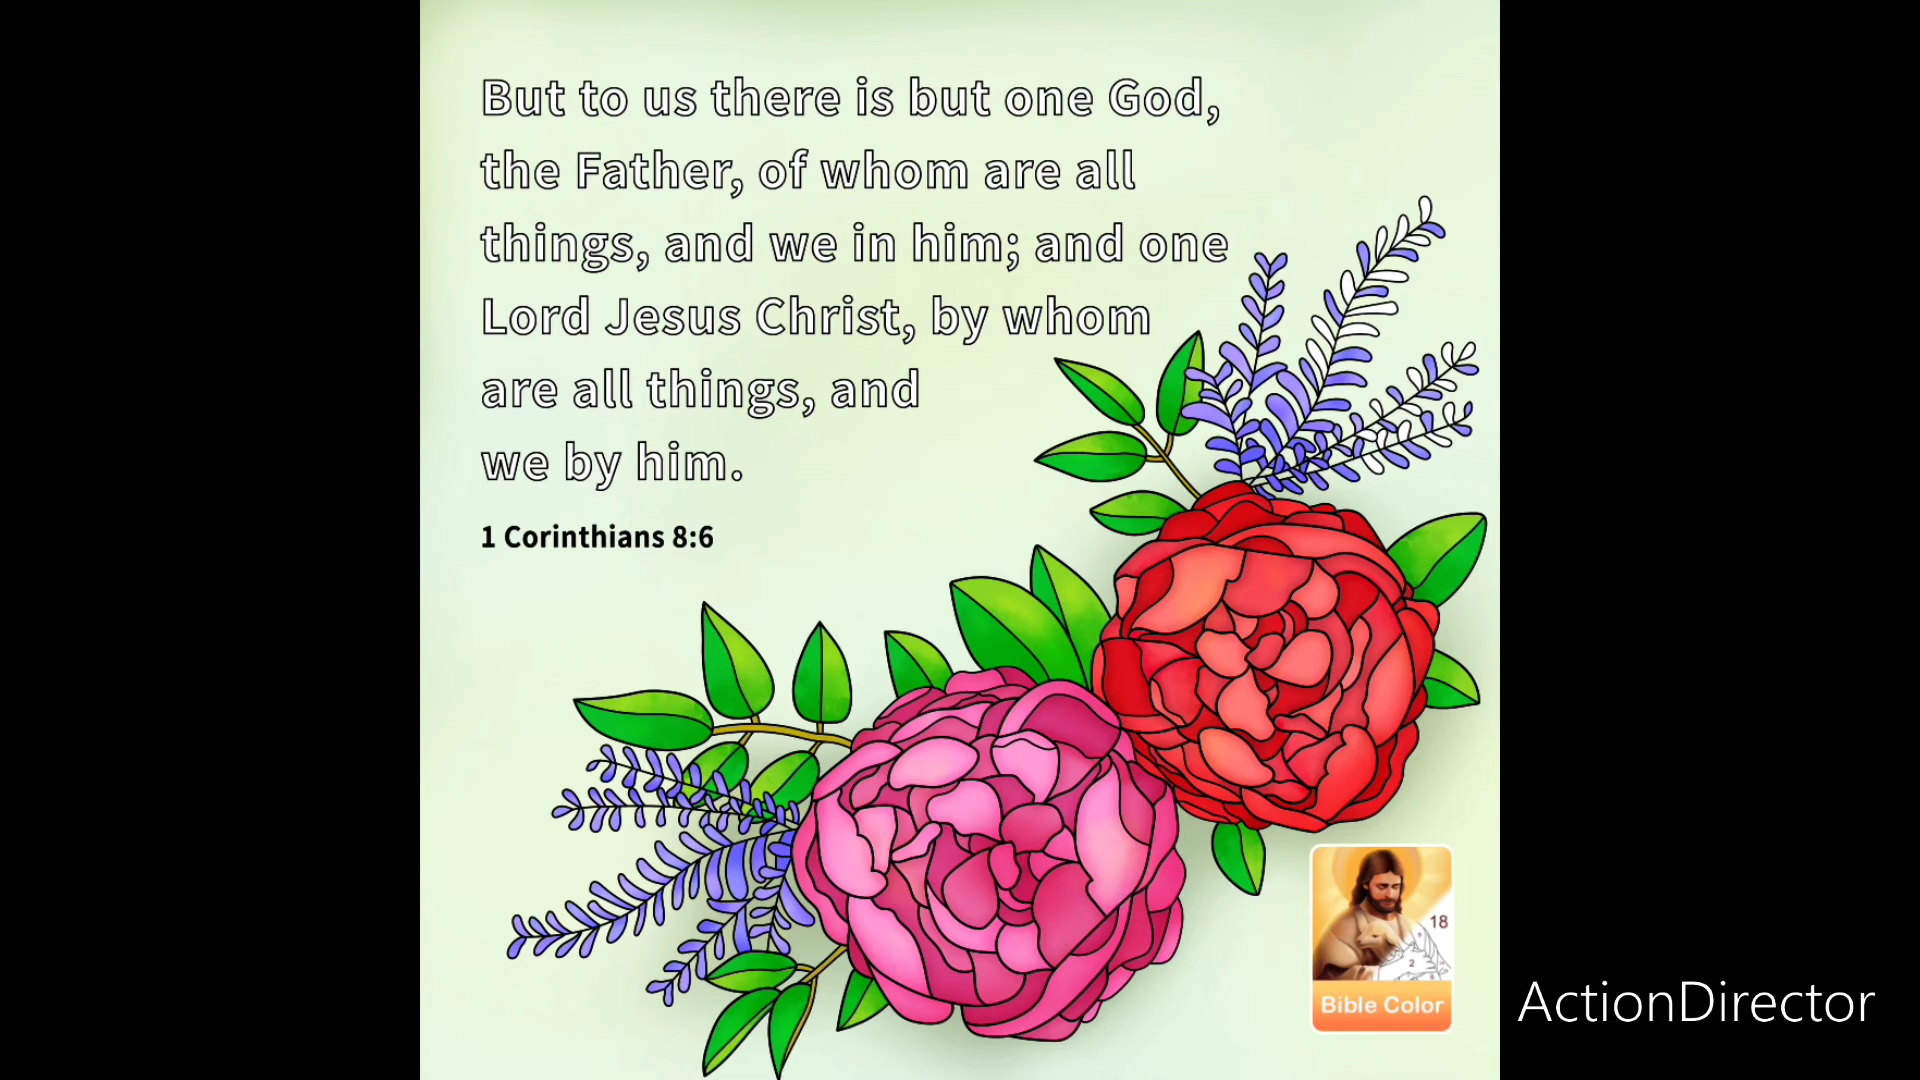 But to us there is but one God,
the Father, of whom are all
things, and we in him; and one
Lord Jesus Christ, by whom
are all things, and
we by him.
1 Corinthians 8:6
18
2
Bible Color
ActionDirector